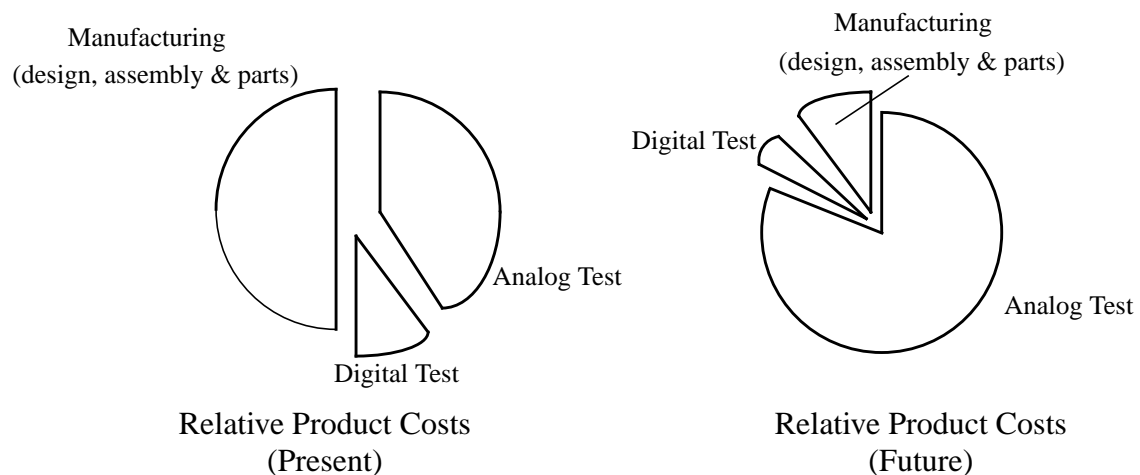 Manufacturing
(design, assembly & parts)
Analog Test
Digital Test
Relative Product Costs
(Present)
Manufacturing
(design, assembly & parts)
Digital Test
Analog Test
Relative Product Costs
(Future)